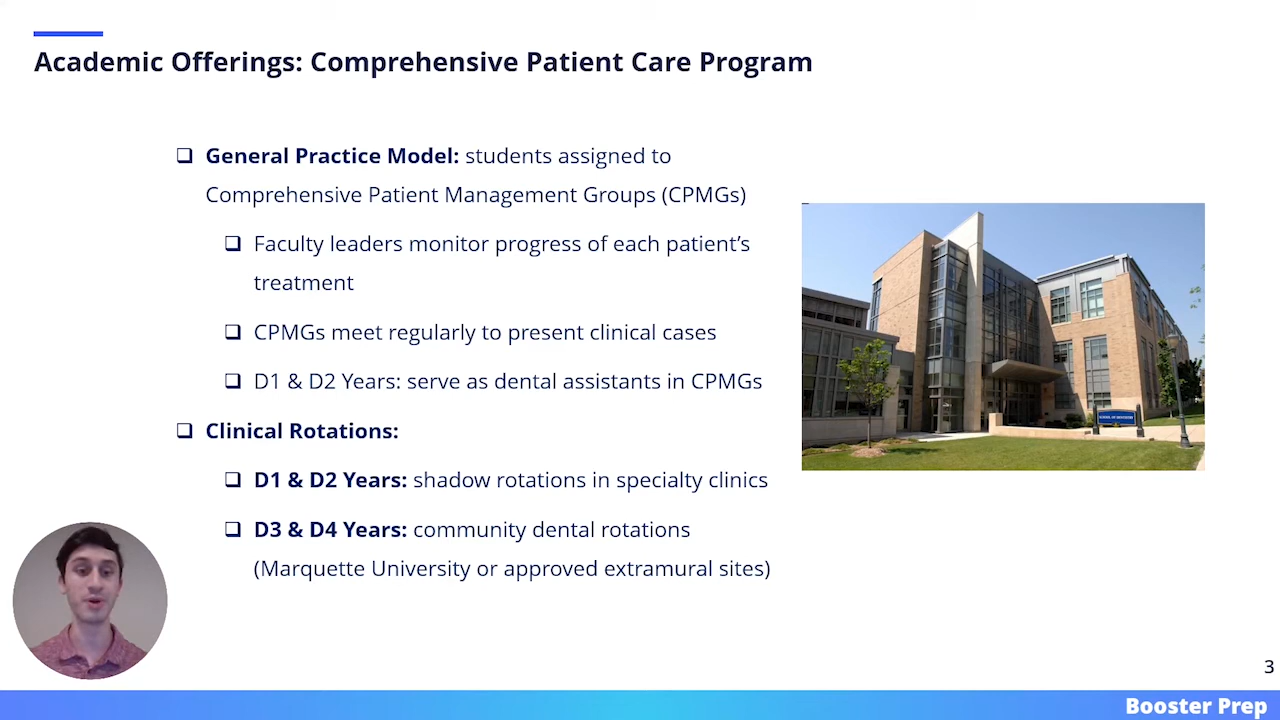 Academic Offerings: Comprehensive Patient Care Program
❑ General Practice Model: students assigned to
Comprehensive Patient Management Groups (CPMGs)
❑ Faculty leaders monitor progress of each patient’s
treatment
❑ CPMGs meet regularly to present clinical cases
❑ D1 & D2 Years: serve as dental assistants in CPMGs
❑ Clinical Rotations:
❑ D1 & D2 Years: shadow rotations in specialty clinics
❑ D3 & D4 Years: community dental rotations
(Marquette University or approved extramural sites)
SCHOOL OF DENTISTRY
3
Booster Prep